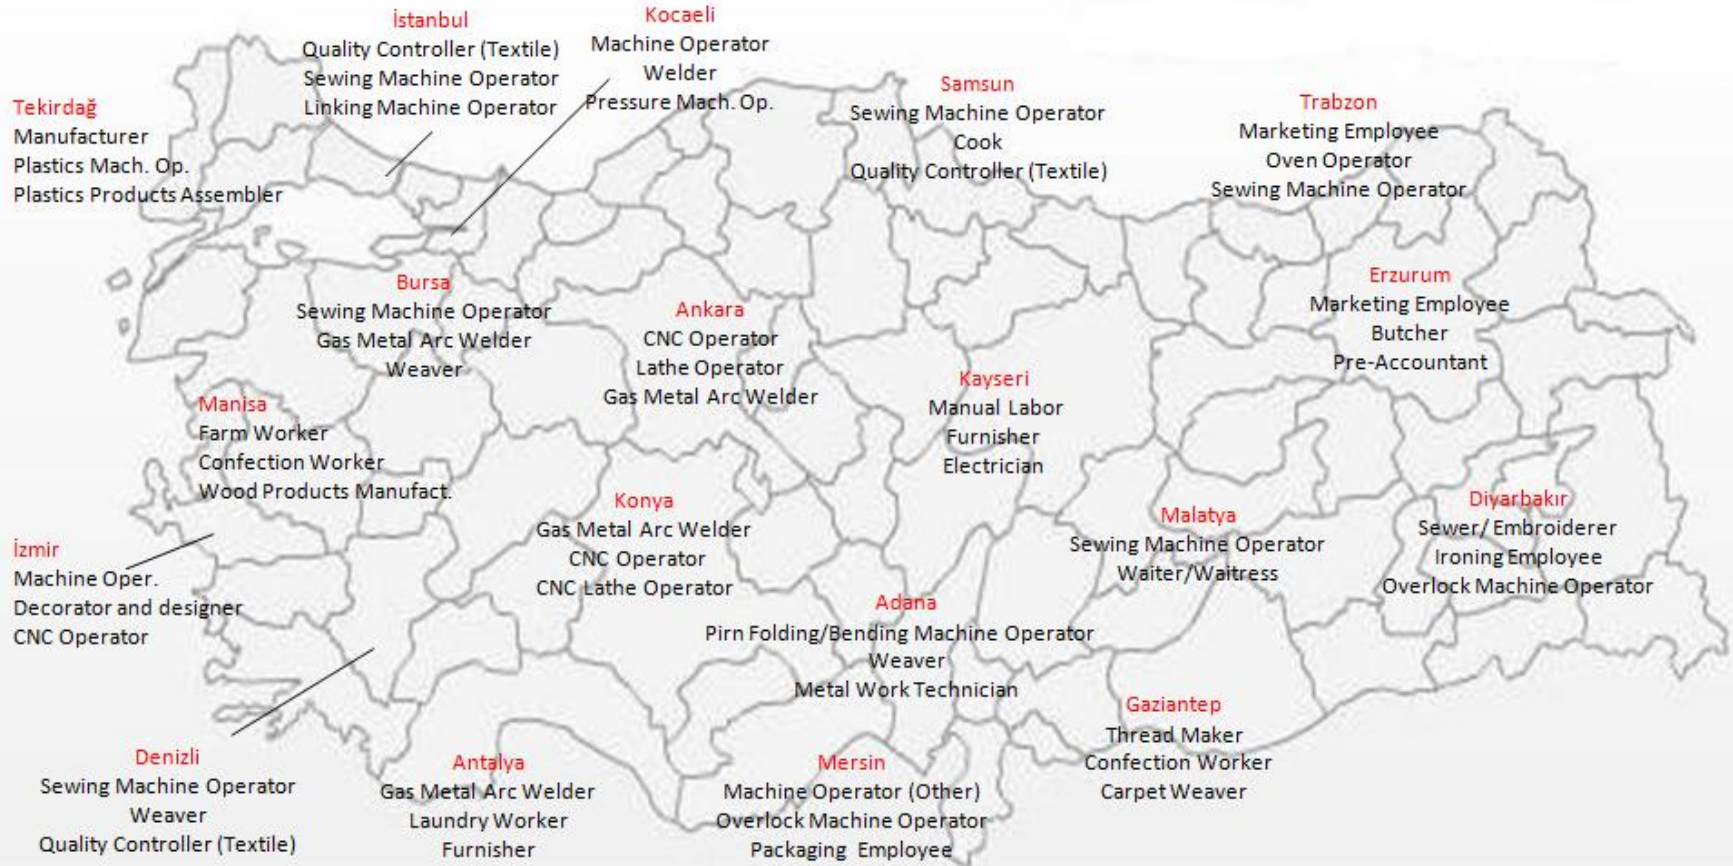 İstanbul
Quality Controller (Textile)
Sewing Machine Operator
Linking Machine Operator
Kocaeli
Machine Operator
Welder
Pressure Mach. Op.
Tekirdağ
Manufacturer
Plastics Mach. Op.
Plastics Products Assembler
Samsun
Sewing Machine Operator
Cook
Quality Controller (Textile)
Trabzon
Marketing Employee
Oven Operator
Sewing Machine Operator
Bursa
Sewing Machine Operator
Gas Metal Arc Welder
Weaver
Ankara
CNC Operator
Lathe Operator
Gas Metal Arc Welder
Erzurum
Marketing Employee
Butcher
Pre-Accountant
Kayseri
Manual Labor
Furnisher
Electrician
Manisa
Farm Worker
Confection Worker
Wood Products Manufact.
Konya
Gas Metal Arc Welder
CNC Operator
CNC Lathe Operator
Malatya
Sewing Machine Operator
Waiter/Waitress
Diyarbakır
Sewer/ Embroiderer
Ironing Employee
Overlock Machine Operator
İzmir
Machine Oper.
Decorator and designer
CNC Operator
Adana
Pirn Folding/Bending Machine Operator
Weaver
Metal Work Technician
Gaziantep
Thread Maker
Confection Worker
Carpet Weaver
Denizli
Sewing Machine Operator
Weaver
Quality Controller (Textile)
Antalya
Gas Metal Arc Welder
Laundry Worker
Furnisher
Mersin
Machine Operator (Other)
Overlock Machine Operator
Packaging Employee